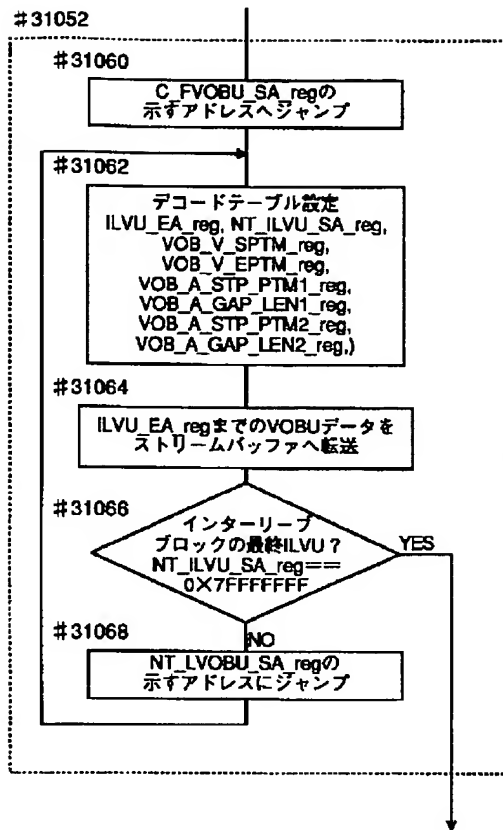 #31052
#31060
C_FVOBU_SA_regの
示すアドレスへジャンプ
#31062
デコードテーブル設定
ILVU_EA_reg, NT_ILVU_SA_reg,
VOB_V_SPTM_reg,
VOB_V_EPTM_reg,
VOB_A_STP_PTM1_reg,
VOB_A_GAP_LEN1_reg,
VOB_A_STP_PTM2_reg,
VOB_A_GAP_LEN2_reg,)
#31064
ILVU_EA_regまでのVOBUデータを
ストリームバッファへ転送
#31066
インターリーブ
ブロックの最終ILVU?
NT_ILVU_SA_reg==
0×7FFFFFFF
YES
#31068
NO
NT_LVOBU_SA_regの
示すアドレスにジャンプ